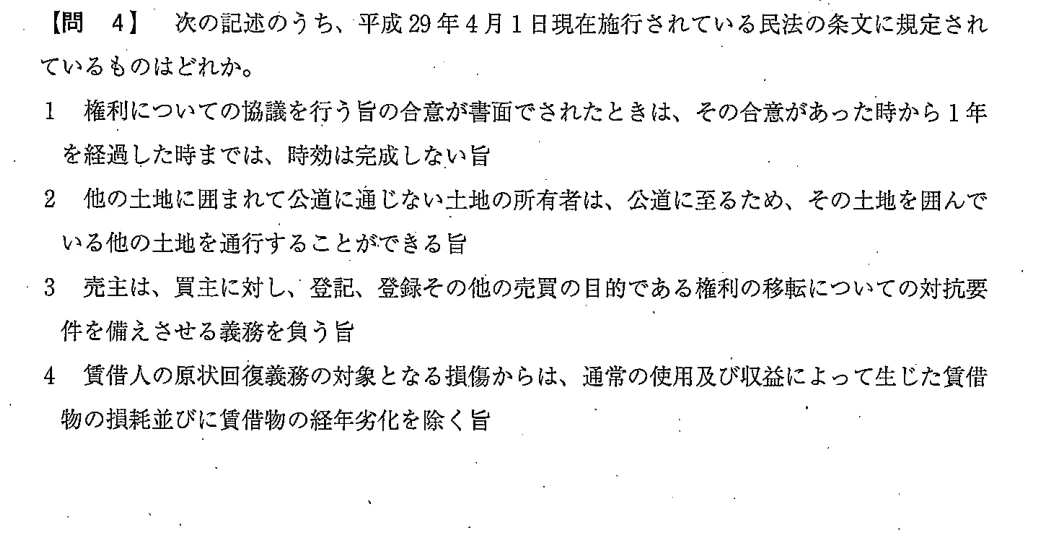 【問 4】 次の記述のうち、平成29年4月1日現在施行されている民法の条文に規定され
ているものはどれか。
1 権利についての協議を行う旨の合意が書面でされたときは、その合意があった時から1年
を経過した時までは、時効は完成しない旨
2 他の土地に囲まれて公道に通じない土地の所有者は、公道に至るため、その土地を囲んで
いる他の土地を通行することができる旨
3 売主は、買主に対し、登記、登録その他の売買の目的である権利の移転についての対抗要
件を備えさせる義務を負う旨
4 賃借人の原状回復義務の対象となる損傷からは、通常の使用及び収益によって生じた賃借
物の損耗並びに賃借物の経年劣化を除く旨